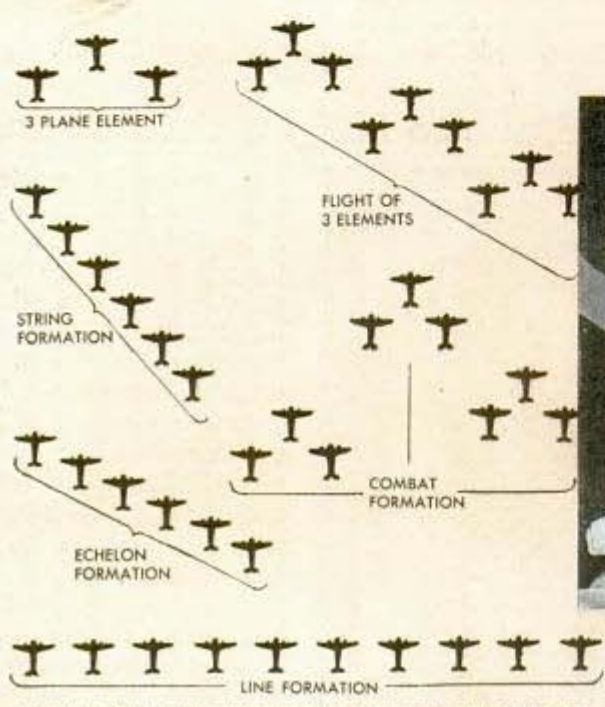 3 PLANE ELEMENT
FLIGHT OF
3 ELEMENTS
STRING
FORMATION
COMBAT
FORMATION
ECHELON
FORMATION
LINE FORMATION